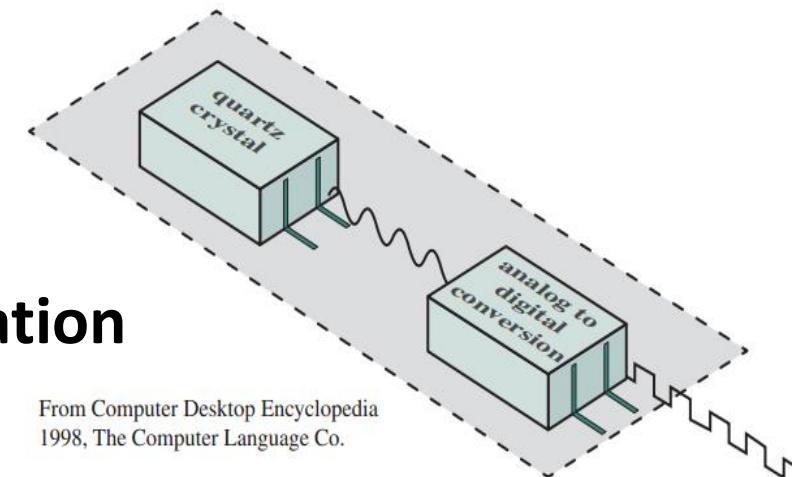 quartz
crystal
analog to
digital
conversion
ation
From Computer Desktop Encyclopedia
1998, The Computer Language Co.